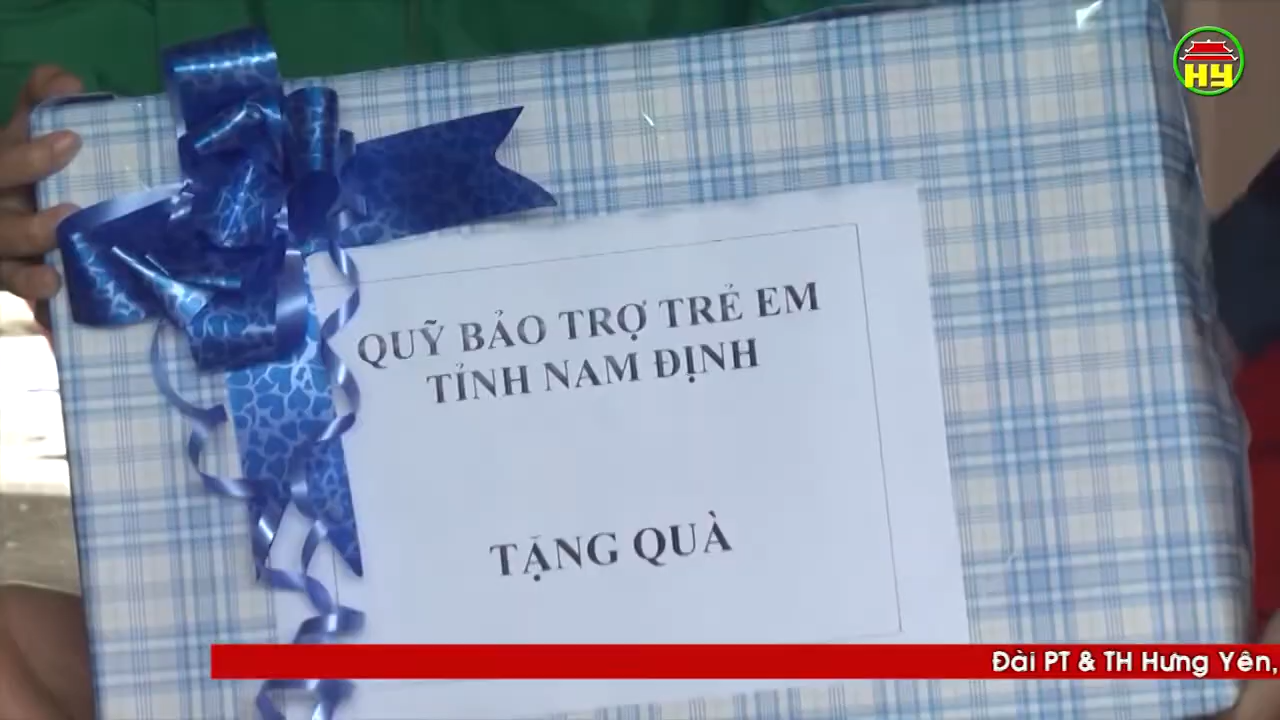 HY
QUỸ BẢO TRỢ TRẺ EM
TỈNH NAM ĐỊNH
TẶNG QUÀ
Đài PT & TH Hưng Yên,